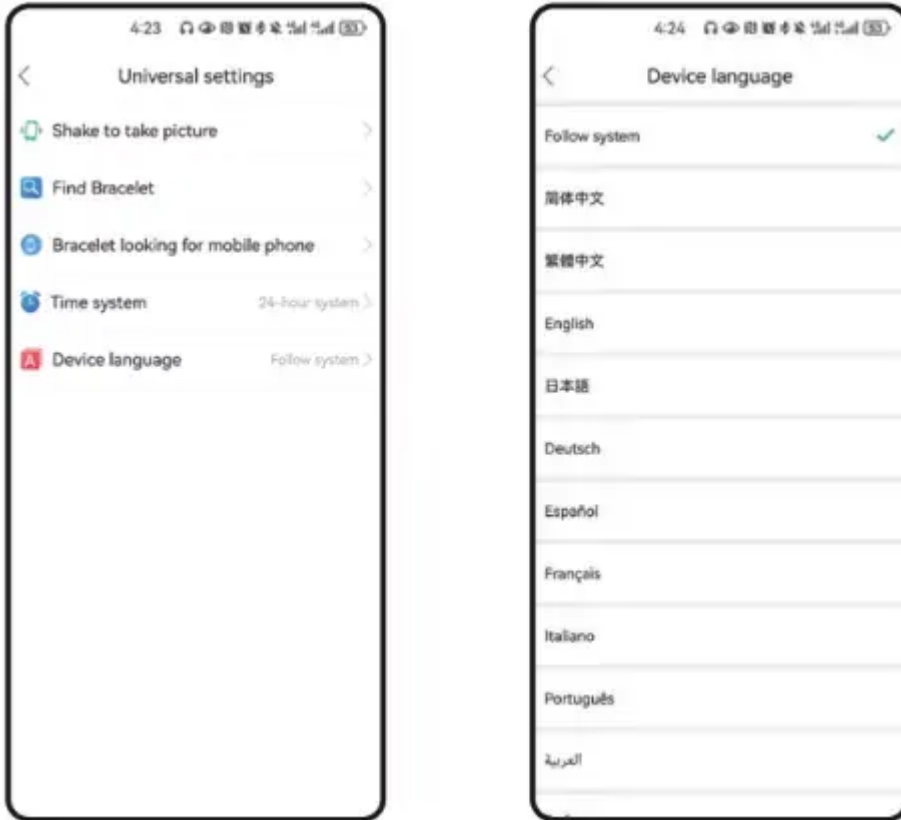 4:23
53
Universal settings
Shake to take picture
Find Bracelet
Bracelet looking for mobile phone
Time system
24-hour system
Device language
Follow system
4:24
53
Device language
Follow system
简体中文
繁體中文
English
日本語
Deutsch
Español
Français
Italiano
Português
العربية